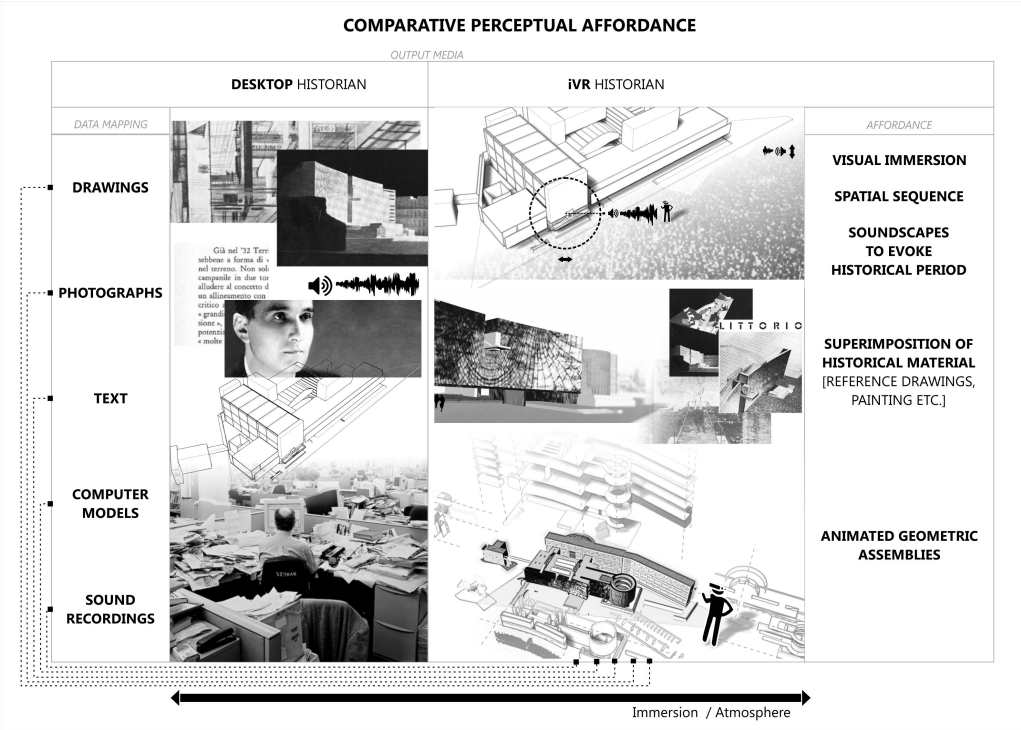 COMPARATIVE PERCEPTUAL AFFORDANCE
OUTPUT MEDIA
DESKTOP HISTORIAN
iVR HISTORIAN
DATA MAPPING
AFFORDANCE
DRAWINGS
PHOTOGRAPHS
TEXT
COMPUTER
MODELS
SOUND
RECORDINGS
Già nel '32 Terr
sebbene a forma di
nel terreno. Non solo
campanile in due tor
alludere al concetto d
un allineamento con
critico
« grandi
sione »,
potenzia
« molte
LITTORIO
VISUAL IMMERSION
SPATIAL SEQUENCE
SOUNDSCAPES
TO EVOKE
HISTORICAL PERIOD
SUPERIMPOSITION OF
HISTORICAL MATERIAL
[REFERENCE DRAWINGS,
PAINTING ETC.]
ANIMATED GEOMETRIC
ASSEMBLIES
Immersion / Atmosphere